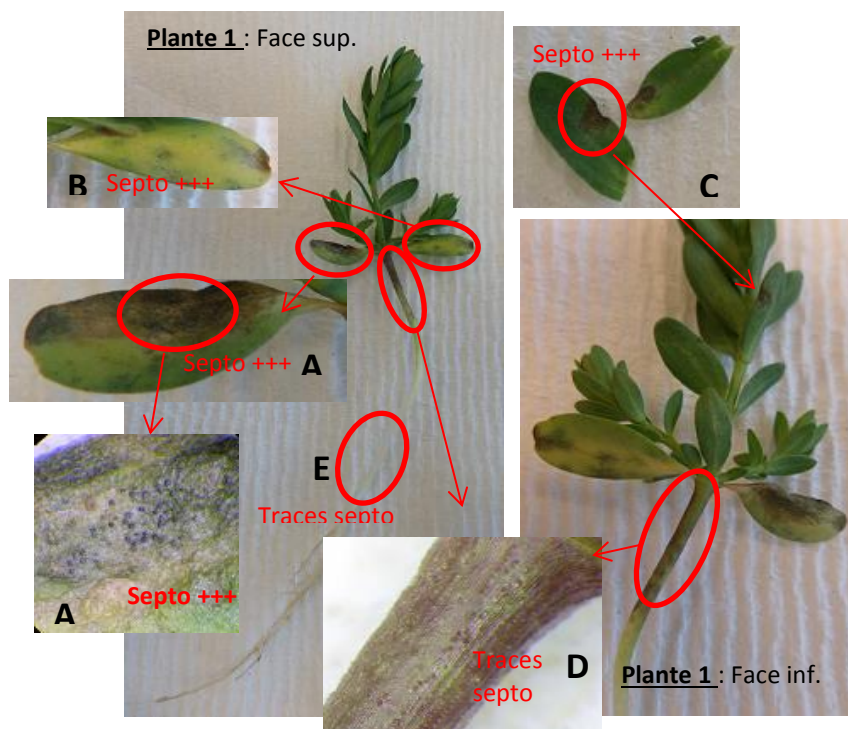 Plante 1 : Face sup.
Septo +++
C
B
Septo +++
Septo +++
A
E
Traces septo
A
Septo +++
Traces
septo
D
Plante 1 : Face inf.